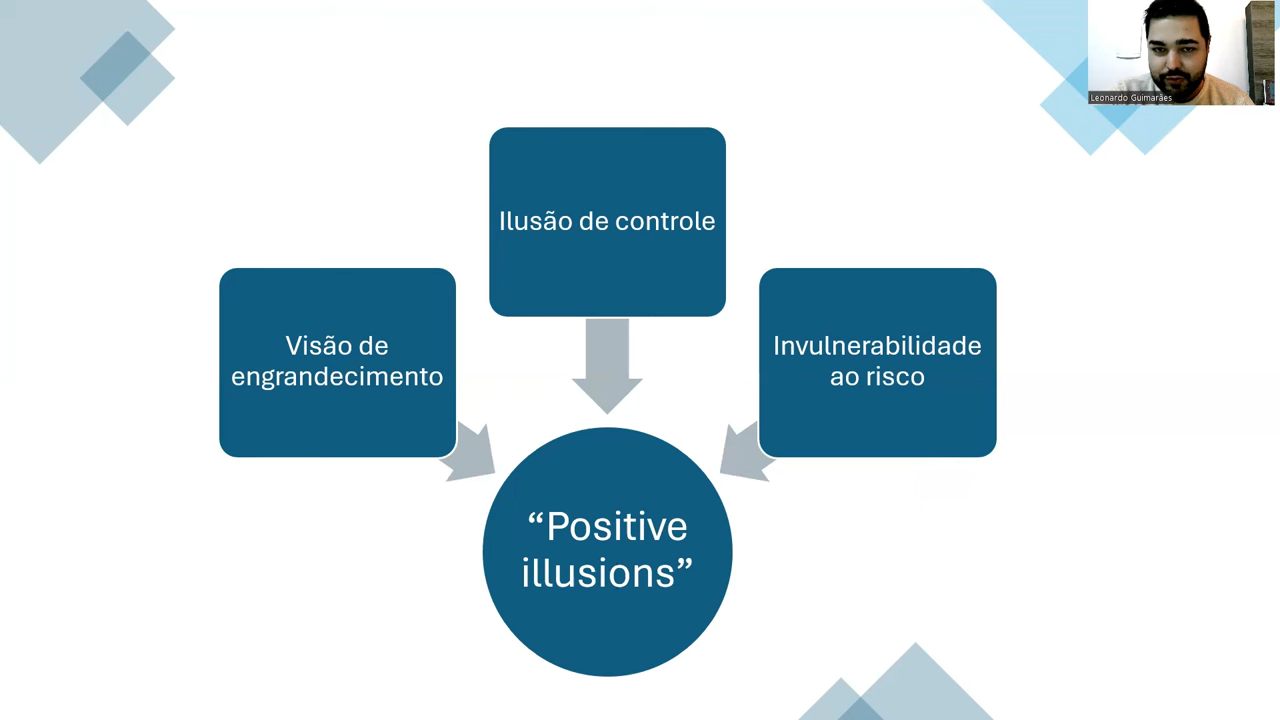 Leonardo Guimarães
Ilusão de controle
Visão de
engrandecimento
Invulnerabilidade
ao risco
“Positive
illusions”